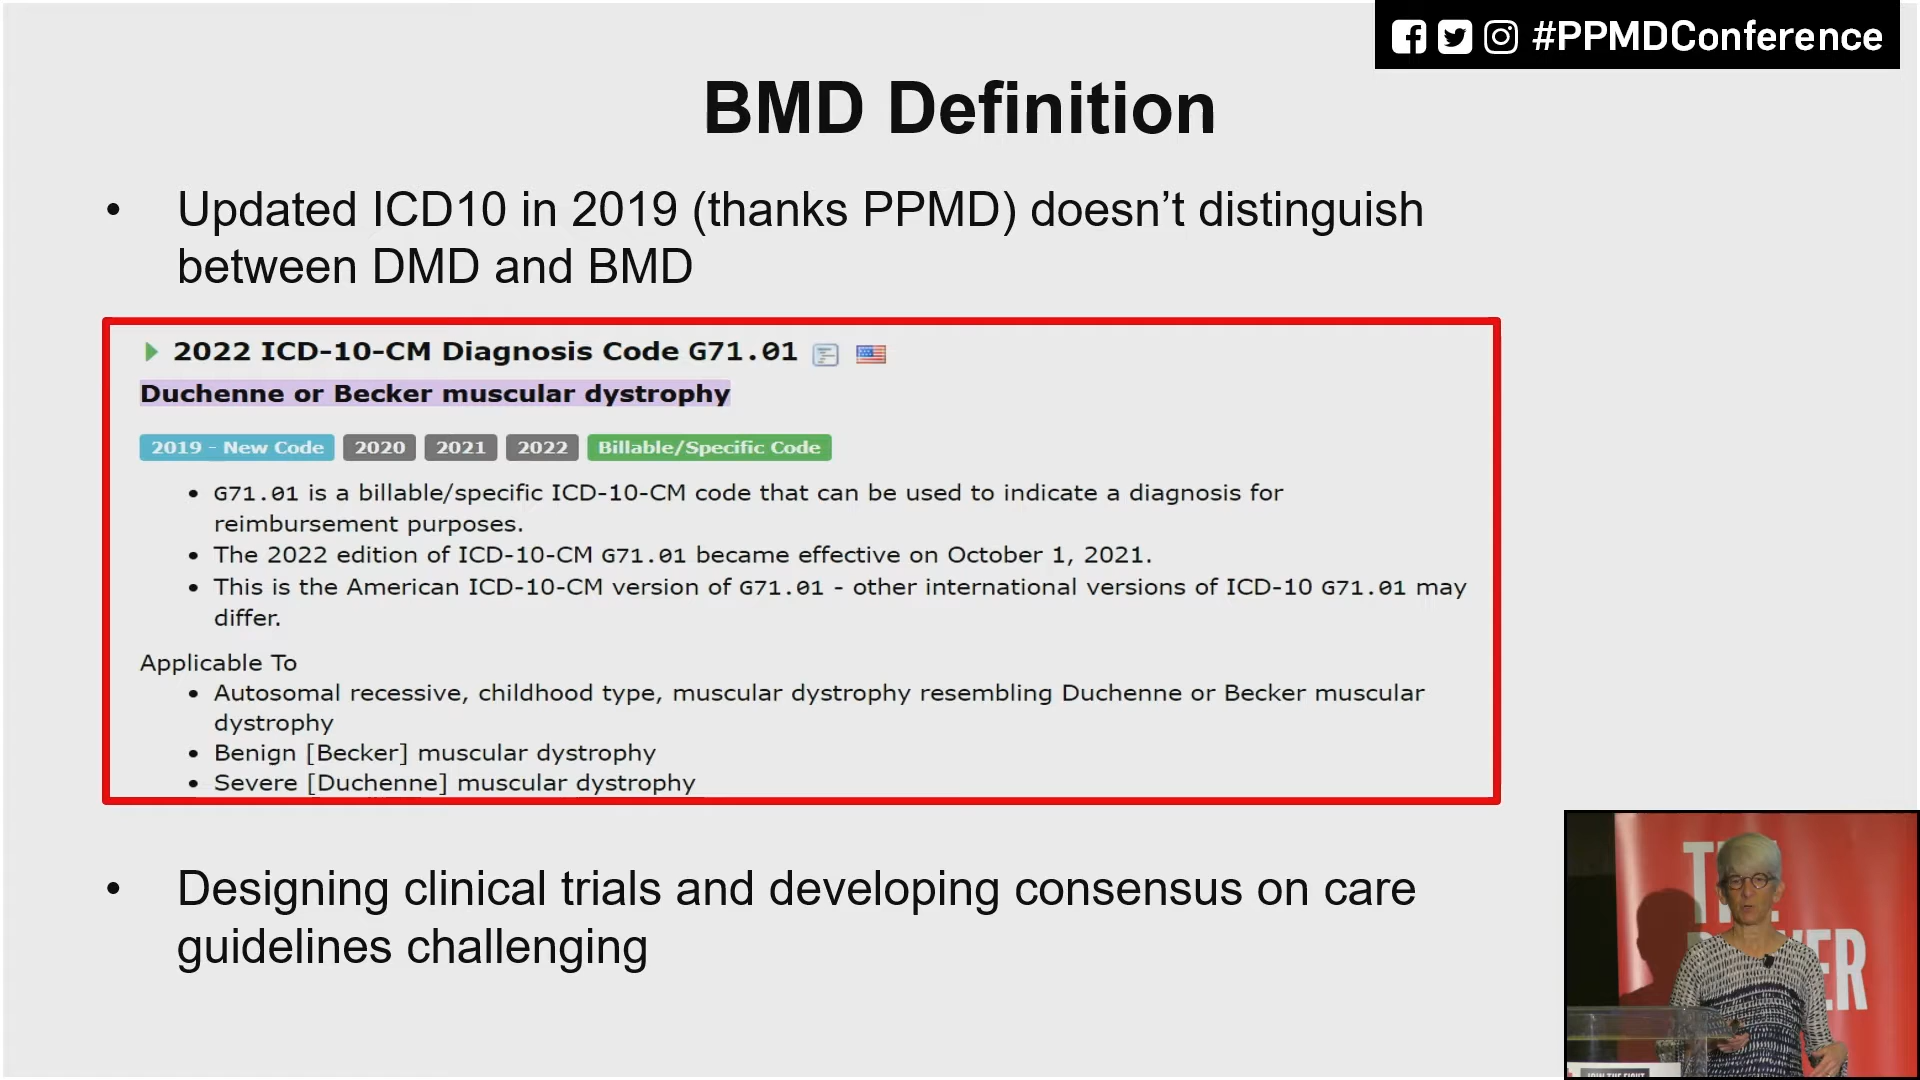 #PPMDConference
BMD Definition
• Updated ICD10 in 2019 (thanks PPMD) doesn’t distinguish
between DMD and BMD
2022 ICD-10-CM Diagnosis Code G71.01
Duchenne or Becker muscular dystrophy
2019 - New Code 2020 2021 2022 Billable/Specific Code
• G71.01 is a billable/specific ICD-10-CM code that can be used to indicate a diagnosis for
reimbursement purposes.
• The 2022 edition of ICD-10-CM G71.01 became effective on October 1, 2021.
• This is the American ICD-10-CM version of G71.01 - other international versions of ICD-10 G71.01 may
differ.
Applicable To
• Autosomal recessive, childhood type, muscular dystrophy resembling Duchenne or Becker muscular
dystrophy
• Benign [Becker] muscular dystrophy
• Severe [Duchenne] muscular dystrophy
• Designing clinical trials and developing consensus on care
guidelines challenging
JOIN THE FIGHT